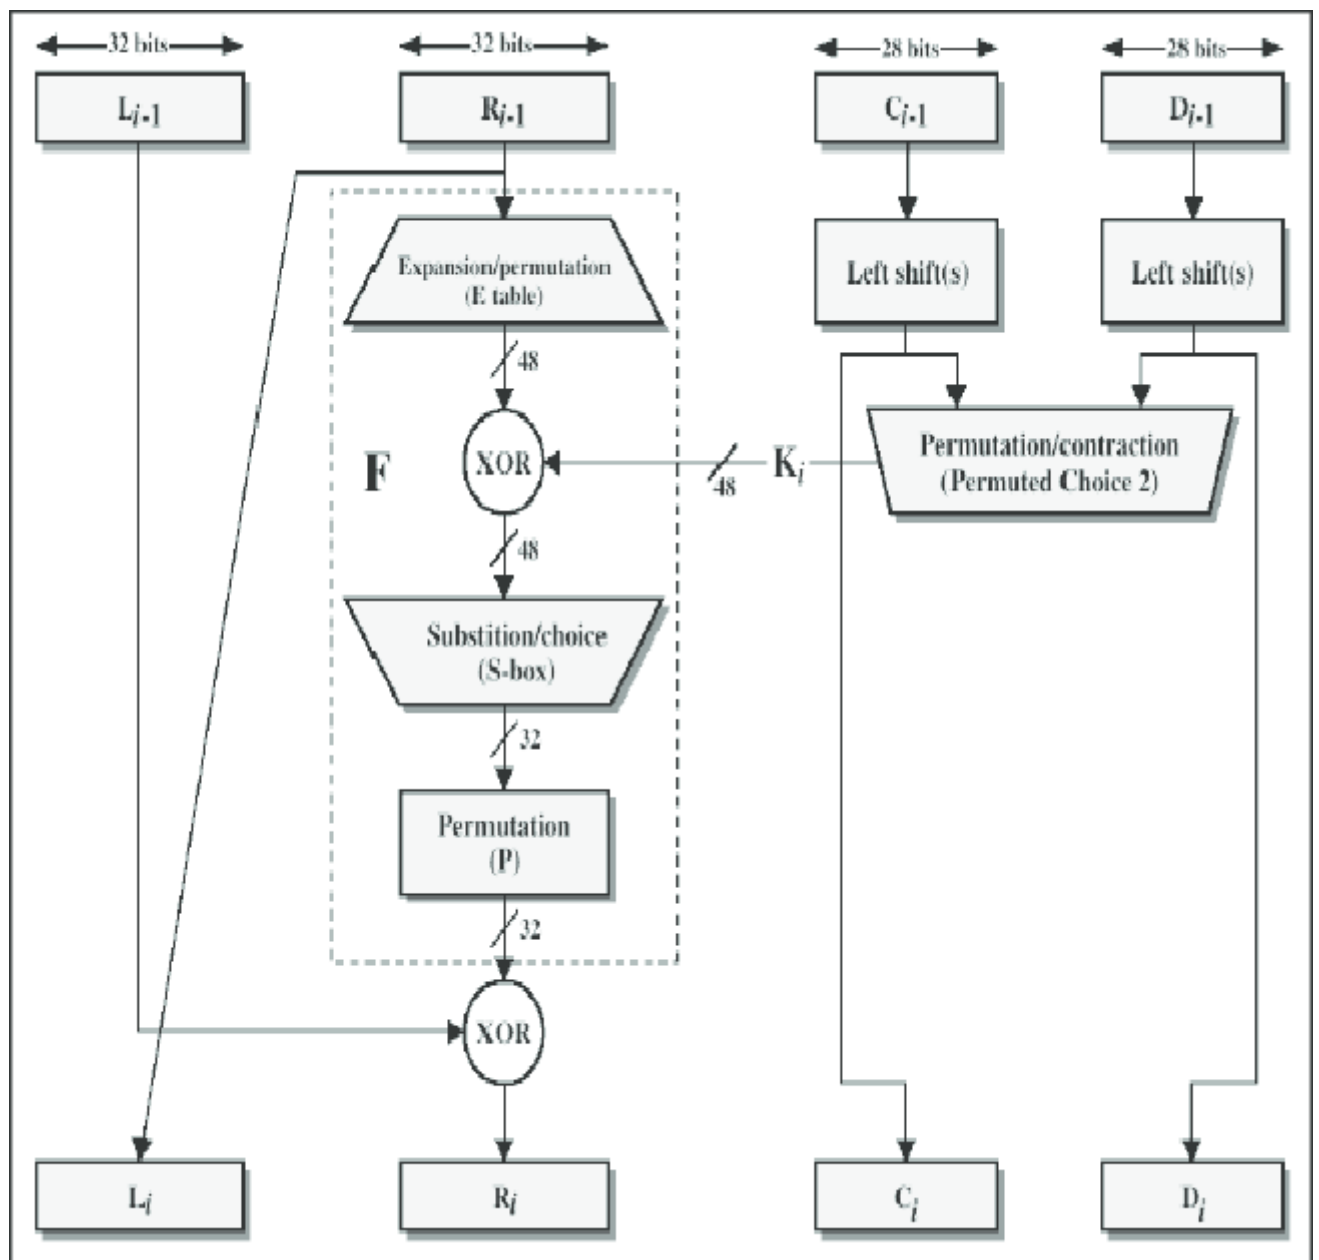 32 bits
32 bits
28 bits
28 bits
Li-1
Ri-1
Ci-1
Di-1
Expansion/permutation
(E table)
Left shift(s)
Left shift(s)
48
F
XOR
48
Ki
Permutation/contraction
(Permuted Choice 2)
48
Substition/choice
(S-box)
32
Permutation
(P)
32
XOR
Li
Ri
Ci
Di